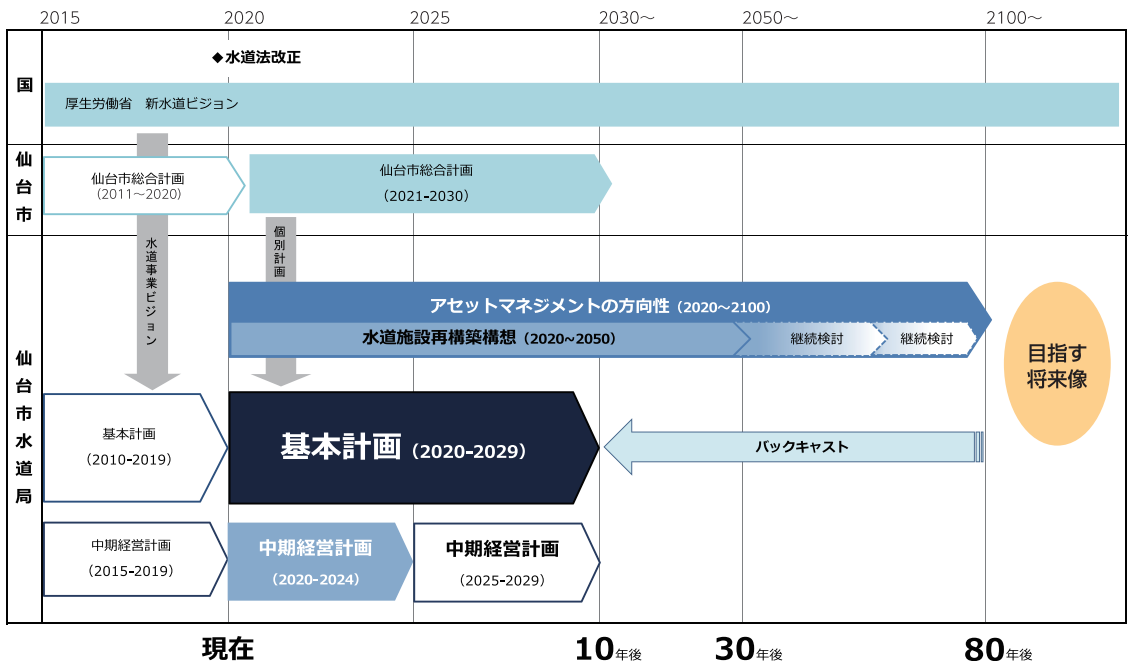 2015 2020 2025 2030～ 2050～ 2100～
国
◆水道法改正
厚生労働省 新水道ビジョン
仙台市
仙台市総合計画
（2011～2020）
仙台市総合計画
（2021-2030）
水道事業ビジョン
個別計画
仙台市水道局
アセットマネジメントの方向性（2020～2100）
水道施設再構築構想（2020~2050）
継続検討
継続検討
目指す
将来像
基本計画
（2010-2019）
基本計画（2020-2029）
バックキャスト
中期経営計画
（2015-2019）
中期経営計画
（2020-2024）
中期経営計画
（2025-2029）
現在 10年後 30年後 80年後